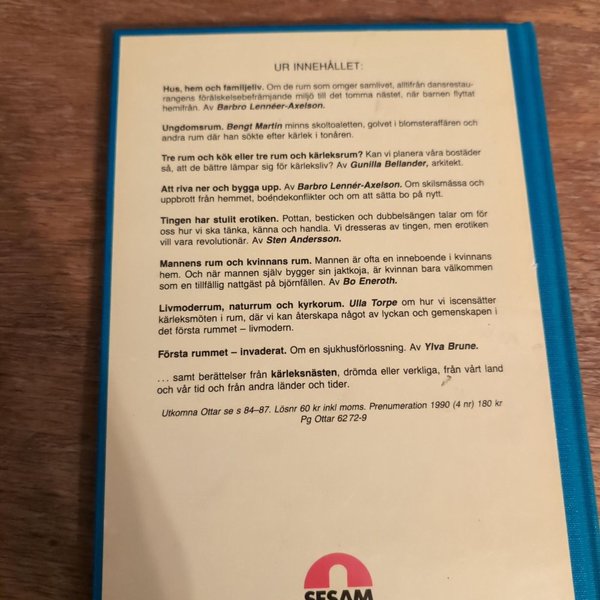 UR INNEHÅLLET:
Hus, hem och familjeliv. Om de rum som omger samlivet, alltifrån dansrestau-
rangens förälskelsebefrämjande miljö till det tomma nästet, när barnen flyttat
hemifrån. Av Barbro Lennéer-Axelson.
Ungdomsrum. Bengt Martin minns skoltoaletten, golvet i blomsteraffären och
andra rum där han sökte efter kärlek i tonåren.
Tre rum och kök eller tre rum och kärleksrum? Kan vi planera våra bostäder
så, att de bättre lämpar sig för kärleksliv? Av Gunilla Bellander, arkitekt.
Att riva ner och bygga upp. Av Barbro Lennér-Axelson. Om skilsmässa och
uppbrott från hemmet, boendekonflikter och om att sätta bo på nytt.
Tingen har stulit erotiken. Pottan, besticken och dubbelsängen talar om för
oss hur vi ska tänka, känna och handla. Vi dresseras av tingen, men erotiken
vill vara revolutionär. Av Sten Andersson.
Mannens rum och kvinnans rum. Mannen är ofta en inneboende i kvinnans
hem. Och när mannen själv bygger sin jaktkoja, är kvinnan bara välkommen
som en tillfällig nattgäst på björnfällen. Av Bo Eneroth.
Livmoderrum, naturrum och kyrkorum. Ulla Torpe om hur vi iscensätter
kärleksmöten i rum, där vi kan återskapa något av lyckan och gemenskapen i
det första rummet – livmodern.
Första rummet – invaderat. Om en sjukhusförlossning. Av Ylva Brune.
... samt berättelser från kärleksnästen, drömda eller verkliga, från vårt land
och vår tid och från andra länder och tider.
Utkomna Ottar se s 84–87. Lösnr 60 kr inkl moms. Prenumeration 1990 (4 nr) 180 kr
Pg Ottar 62 72-9
SESAM